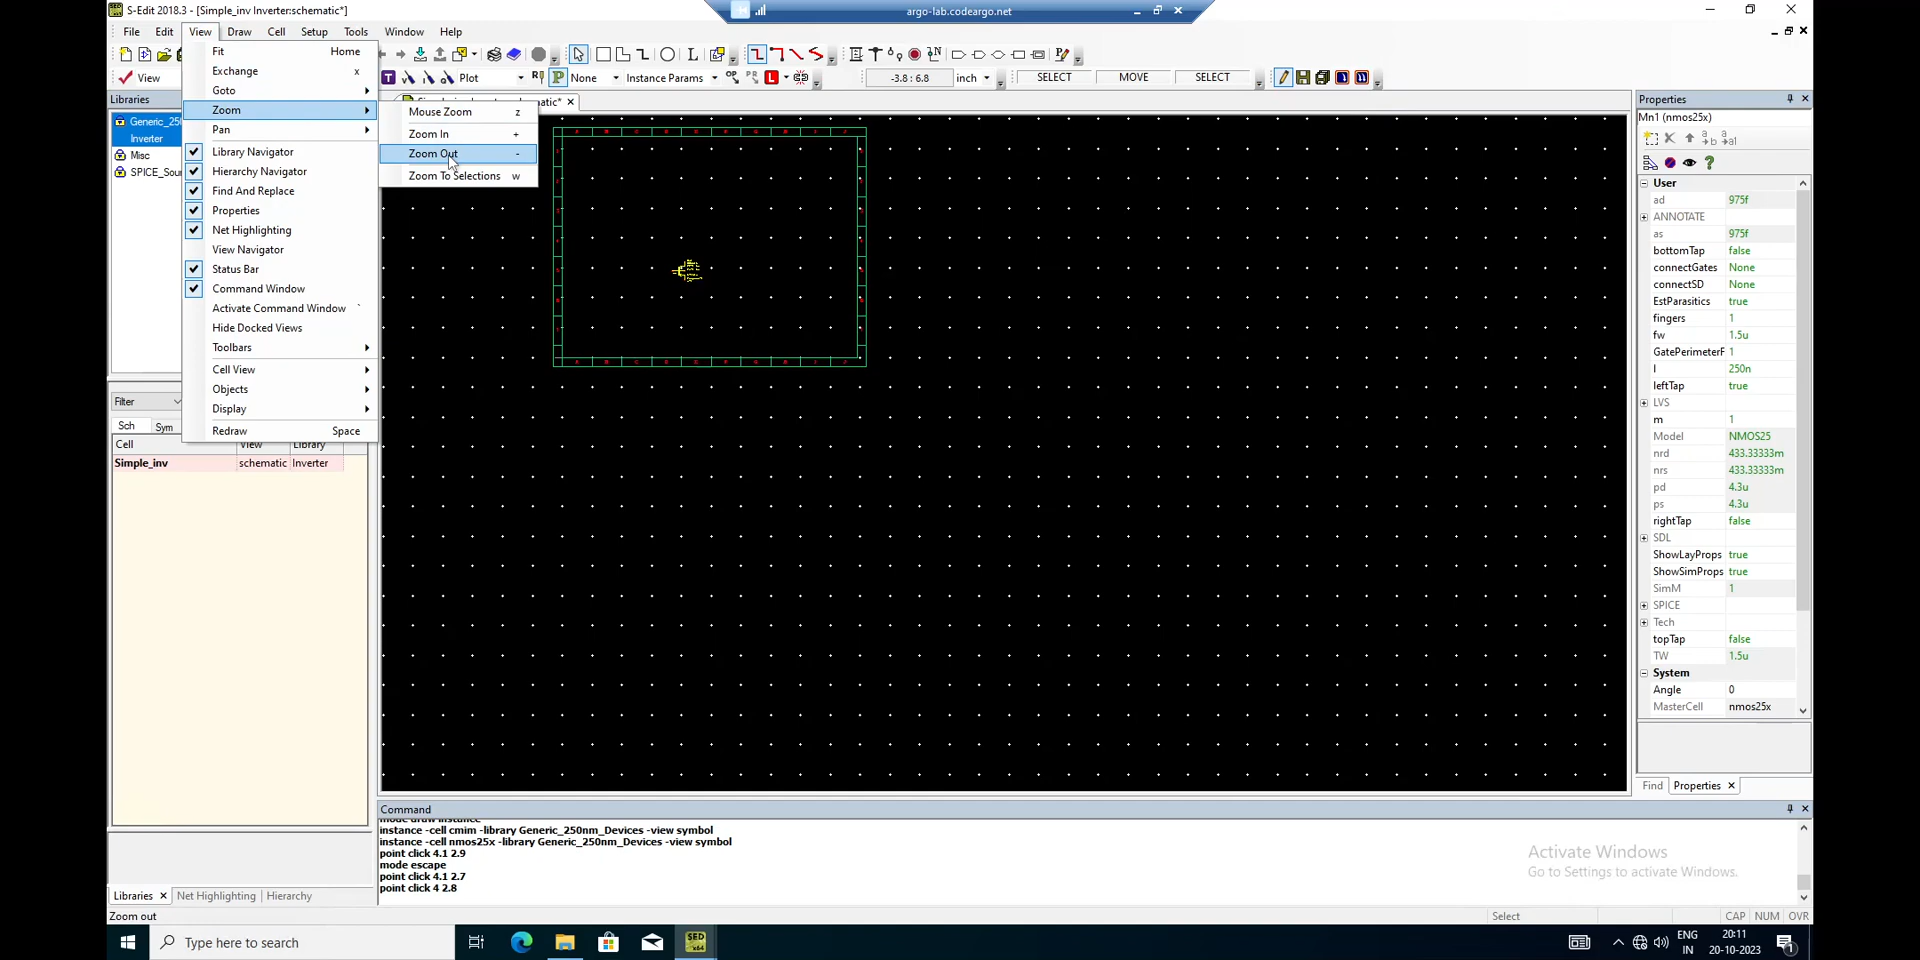 S-Edit 2018.3 - [Simple_inv Inverter:schematic*]
argo-lab.codeargo.net
File Edit View Draw Cell Setup Tools Window Help
View
Plot
None
Instance Params
-3.8 : 6.8
inch
SELECT
MOVE
SELECT
Libraries
Generic_25
Inverter
Misc
SPICE_Sou
Fit Home
Exchange x
Goto
Zoom
Pan
Library Navigator
Hierarchy Navigator
Find And Replace
Properties
Net Highlighting
View Navigator
Status Bar
Command Window
Activate Command Window `
Hide Docked Views
Toolbars
Cell View
Objects
Display
Redraw Space
Mouse Zoom z
Zoom In +
Zoom Out -
Zoom To Selections w
Filter
Sch Sym
Cell View Library
Simple_inv schematic Inverter
Libraries
Net Highlighting
Hierarchy
Properties
Mn1 (nmos25x)
User
ad 975f
ANNOTATE
as 975f
bottomTap false
connectGates None
connectSD None
EstParasitics true
fingers 1
fw 1.5u
GatePerimeterF 1
l 250n
leftTap true
LVS
m 1
Model NMOS25
nrd 433.33333m
nrs 433.33333m
pd 4.3u
ps 4.3u
rightTap false
SDL
ShowLayProps true
ShowSimProps true
SimM 1
SPICE
Tech
topTap false
TW 1.5u
System
Angle 0
MasterCell nmos25x
Find
Properties
Command
mode draw instance
instance -cell cmim -library Generic_250nm_Devices -view symbol
instance -cell nmos25x -library Generic_250nm_Devices -view symbol
point click 4.1 2.9
mode escape
point click 4.1 2.7
point click 4 2.8
Activate Windows
Go to Settings to activate Windows.
Zoom out
Select
CAP NUM OVR
Type here to search
SED
x64
ENG
IN
20:11
20-10-2023
1